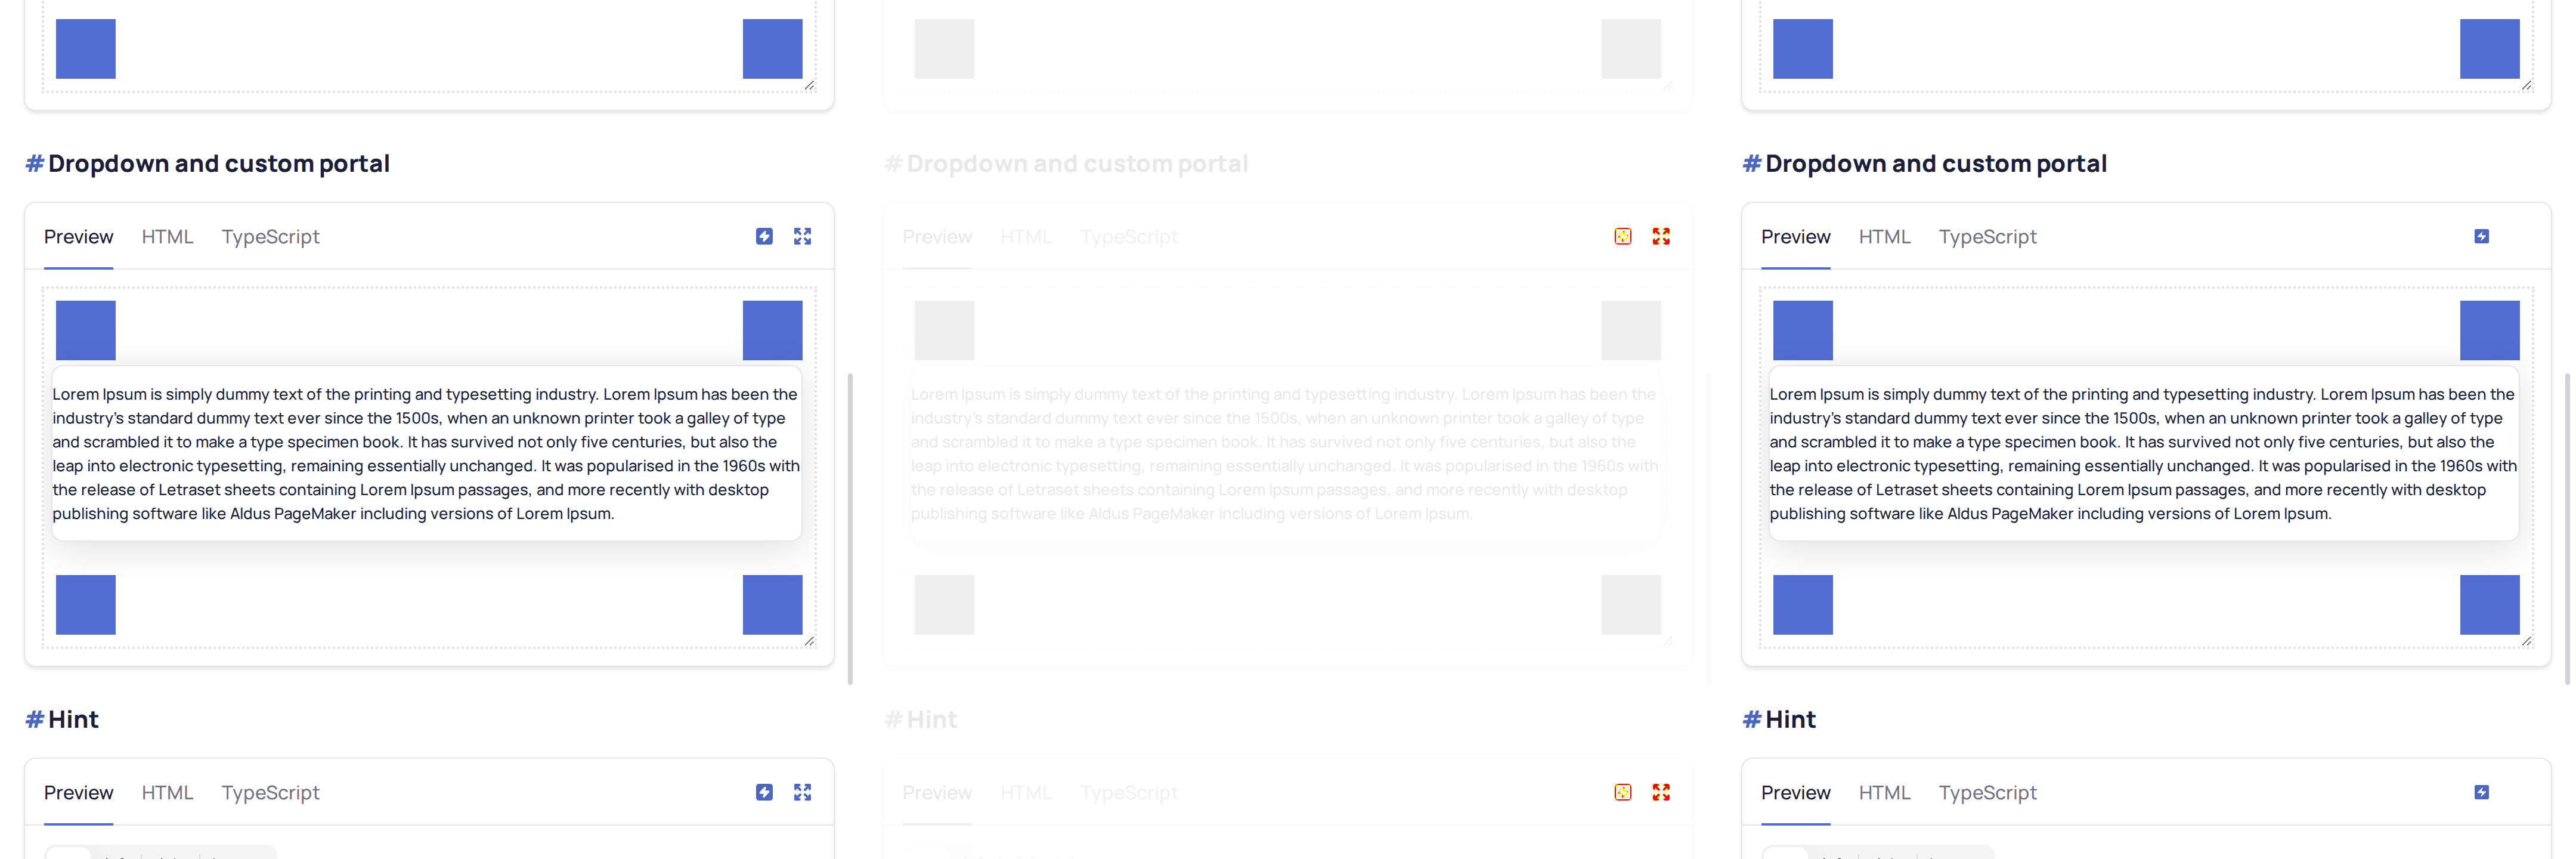 # Dropdown and custom portal
Preview HTML TypeScript
Lorem Ipsum is simply dummy text of the printing and typesetting industry. Lorem Ipsum has been the
industry's standard dummy text ever since the 1500s, when an unknown printer took a galley of type
and scrambled it to make a type specimen book. It has survived not only five centuries, but also the
leap into electronic typesetting, remaining essentially unchanged. It was popularised in the 1960s with
the release of Letraset sheets containing Lorem Ipsum passages, and more recently with desktop
publishing software like Aldus PageMaker including versions of Lorem Ipsum.
# Hint
Preview HTML TypeScript
# Dropdown and custom portal
Preview HTML TypeScript
Lorem Ipsum is simply dummy text of the printing and typesetting industry. Lorem Ipsum has been the
industry's standard dummy text ever since the 1500s, when an unknown printer took a galley of type
and scrambled it to make a type specimen book. It has survived not only five centuries, but also the
leap into electronic typesetting, remaining essentially unchanged. It was popularised in the 1960s with
the release of Letraset sheets containing Lorem Ipsum passages, and more recently with desktop
publishing software like Aldus PageMaker including versions of Lorem Ipsum.
# Hint
Preview HTML TypeScript
# Dropdown and custom portal
Preview HTML TypeScript
Lorem Ipsum is simply dummy text of the printing and typesetting industry. Lorem Ipsum has been the
industry's standard dummy text ever since the 1500s, when an unknown printer took a galley of type
and scrambled it to make a type specimen book. It has survived not only five centuries, but also the
leap into electronic typesetting, remaining essentially unchanged. It was popularised in the 1960s with
the release of Letraset sheets containing Lorem Ipsum passages, and more recently with desktop
publishing software like Aldus PageMaker including versions of Lorem Ipsum.
# Hint
Preview HTML TypeScript